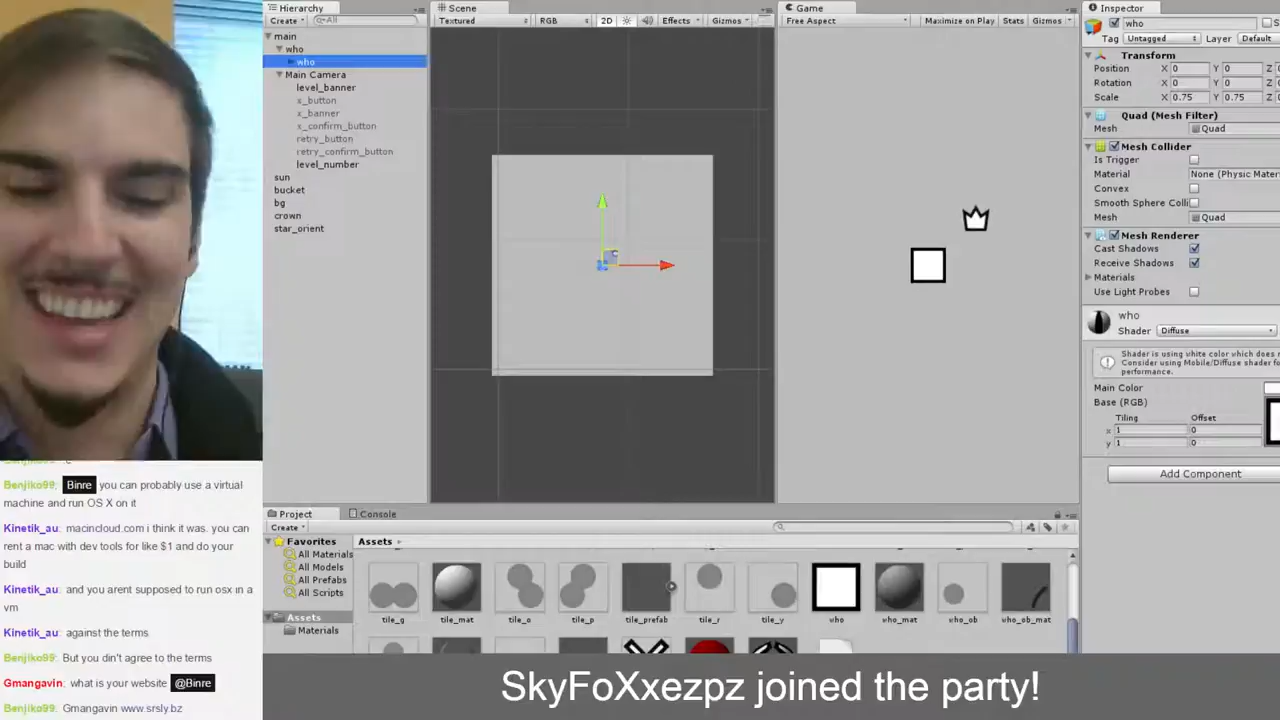 Hierarchy
Create
All
main
who
who
Main Camera
level_banner
x_button
x_banner
x_confirm_button
retry_button
retry_confirm_button
level_number
sun
bucket
bg
crown
star_orient
Scene
Textured RGB 2D Effects Gizmos
Game
Free Aspect Maximize on Play Stats Gizmos
Inspector
who S
Tag Untagged Layer Default
Transform
Position X 0 Y 0 Z
Rotation X 0 Y 0 Z
Scale X 0.75 Y 0.75 Z
Quad (Mesh Filter)
Mesh Quad
Mesh Collider
Is Trigger
Material None (Physic Mater
Convex
Smooth Sphere Colli
Mesh Quad
Mesh Renderer
Cast Shadows
Receive Shadows
Materials
Use Light Probes
who
Shader Diffuse
Shader is using white color which does
Consider using Mobile/Diffuse shader fo
performance.
Main Color
Base (RGB)
Tiling Offset
x 1 0
y 1 0
Add Component
Project Console
Create
Favorites
All Materials
All Models
All Prefabs
All Scripts
Assets
Materials
Assets
tile_g tile_mat tile_o tile_p tile_prefab tile_r tile_y who who_mat who_ob who_ob_mat
Benjiko99: Binre you can probably use a virtual
machine and run OS X on it
Kinetik_au: macincloud.com i think it was. you can
rent a mac with dev tools for like $1 and do your
build
Kinetik_au: and you arent supposed to run osx in a
vm
Kinetik_au: against the terms
Benjiko99: But you din't agree to the terms
Gmangavin: what is your website @Binre
Benjiko99: Gmangavin www.srsly.bz
SkyFoXxezpz joined the party!